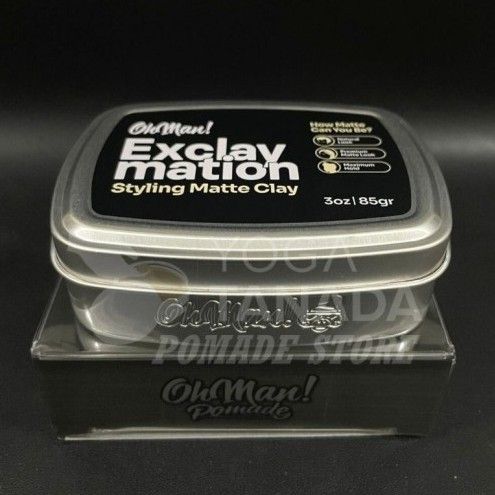 OhMan!
Exclay
mation
Styling Matte Clay
How Matte
Can You Be?
Natural
Look
Premium
Matte Look
Maximum
Hold
3oz | 85gr
YOGA
OhMan!
POMADE STORE
OhMan!
Pomade